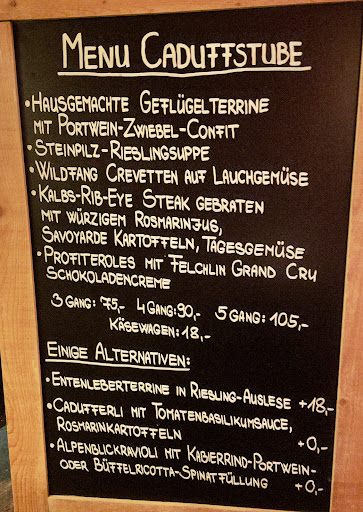 MENU CADUFFSTUBE
• HAUSGEMACHTE GEFLÜGELTERRINE
MIT PORTWEIN-ZWIEBEL-CONFIT
• STEINPILZ-RIESLINGSUPPE
• WILDFANG CREVETTEN AUF LAUCHGEMÜSE
• KALBS-RIB-EYE STEAK GEBRATEN
MIT WÜRZIGEM ROSMARINJUS,
SAVOYARDE KARTOFFELN, TAGESGEMÜSE
• PROFITEROLES MIT FELCHLIN GRAND CRU
SCHOKOLADENCREME
3 GANG: 75,- 4 GANG: 90,- 5 GANG: 105,-
KÄSEWAGEN: 18,-
EINIGE ALTERNATIVEN:
• ENTENLEBERTERRINE IN RIESLING-AUSLESE +18,-
• CADUFFERLI MIT TOMATENBASILIKUMSAUCE,
ROSMARINKARTOFFELN +0,-
• ALPENBLICKRAVIOLI MIT KABIERRIND-PORTWEIN-
ODER BÜFFELRICOTTA-SPINATFÜLLUNG +0,-